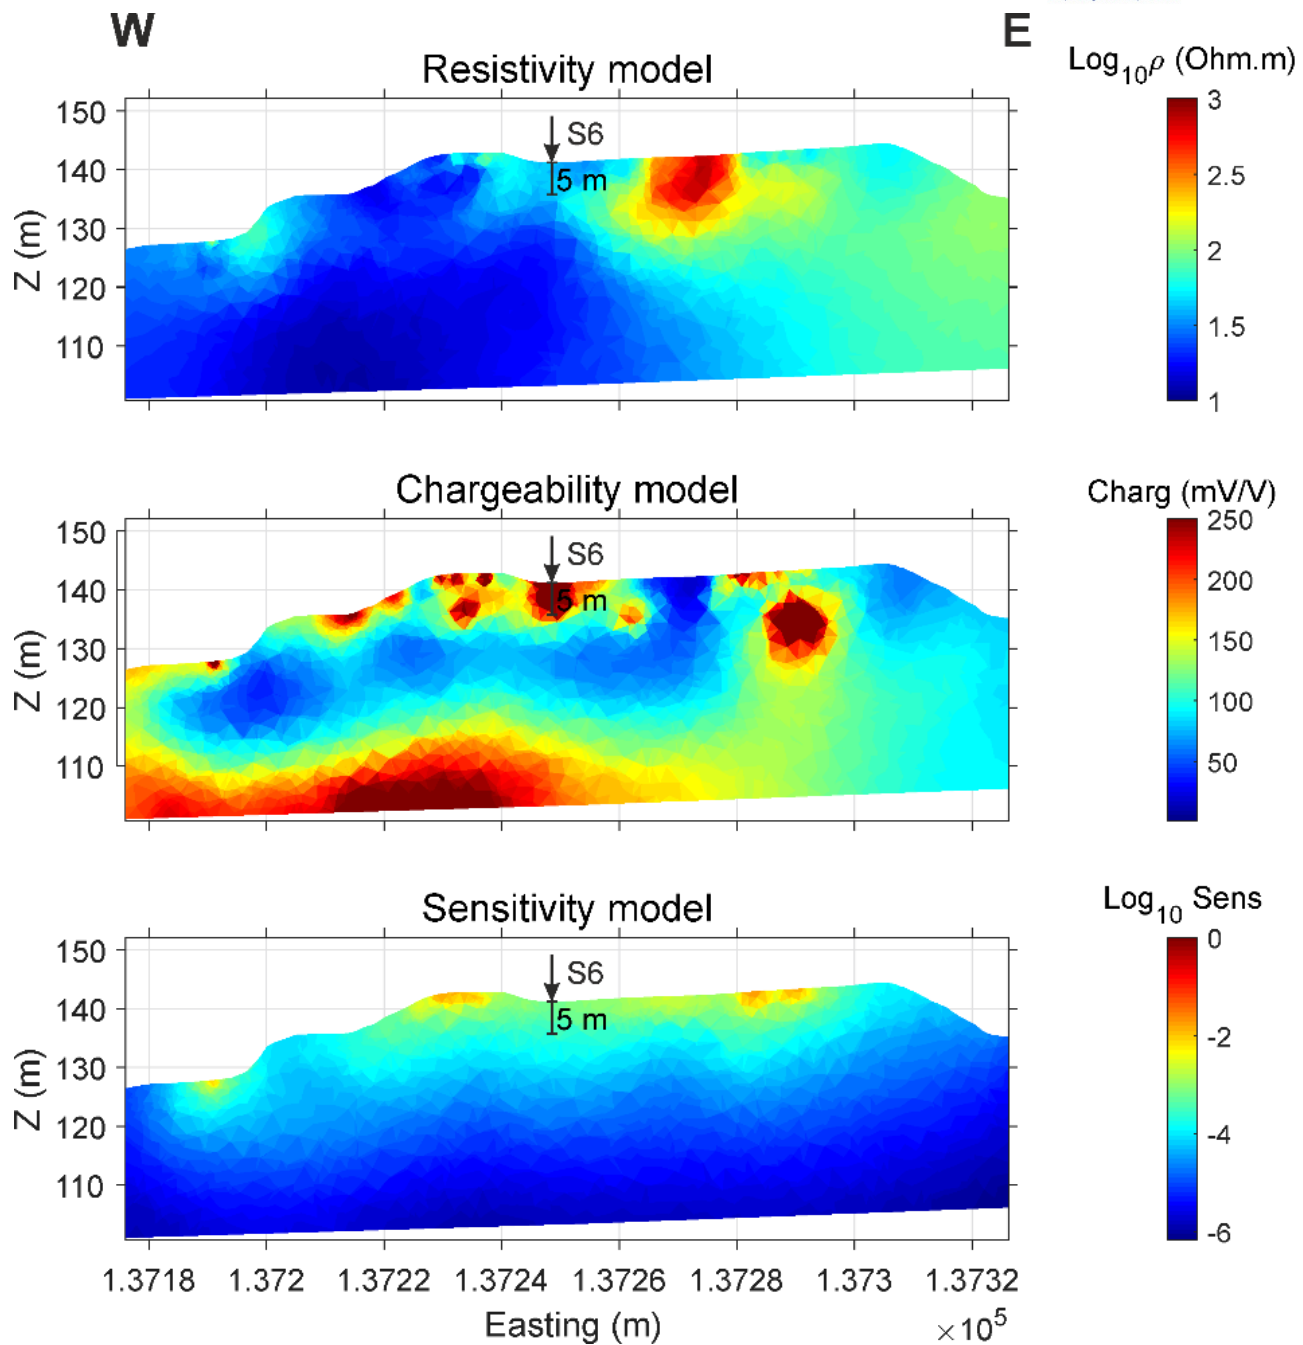 W
E
Resistivity model
Log10ρ (Ohm.m)
150
140
130
120
110
Z (m)
S6
5 m
3
2.5
2
1.5
1
Chargeability model
Charg (mV/V)
150
140
130
120
110
Z (m)
S6
5 m
250
200
150
100
50
Sensitivity model
Log10 Sens
150
140
130
120
110
Z (m)
S6
5 m
0
-2
-4
-6
1.3718 1.372 1.3722 1.3724 1.3726 1.3728 1.373 1.3732
Easting (m)
×10⁵